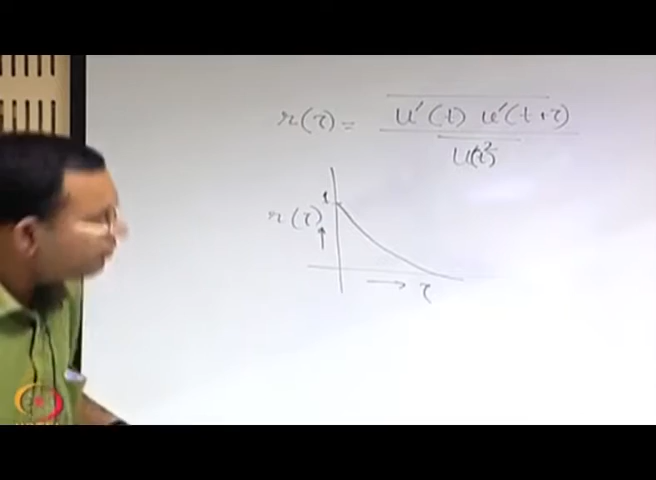 r(τ) = u'(t) u'(t+τ) / u(t)²
1
r(τ)
τ